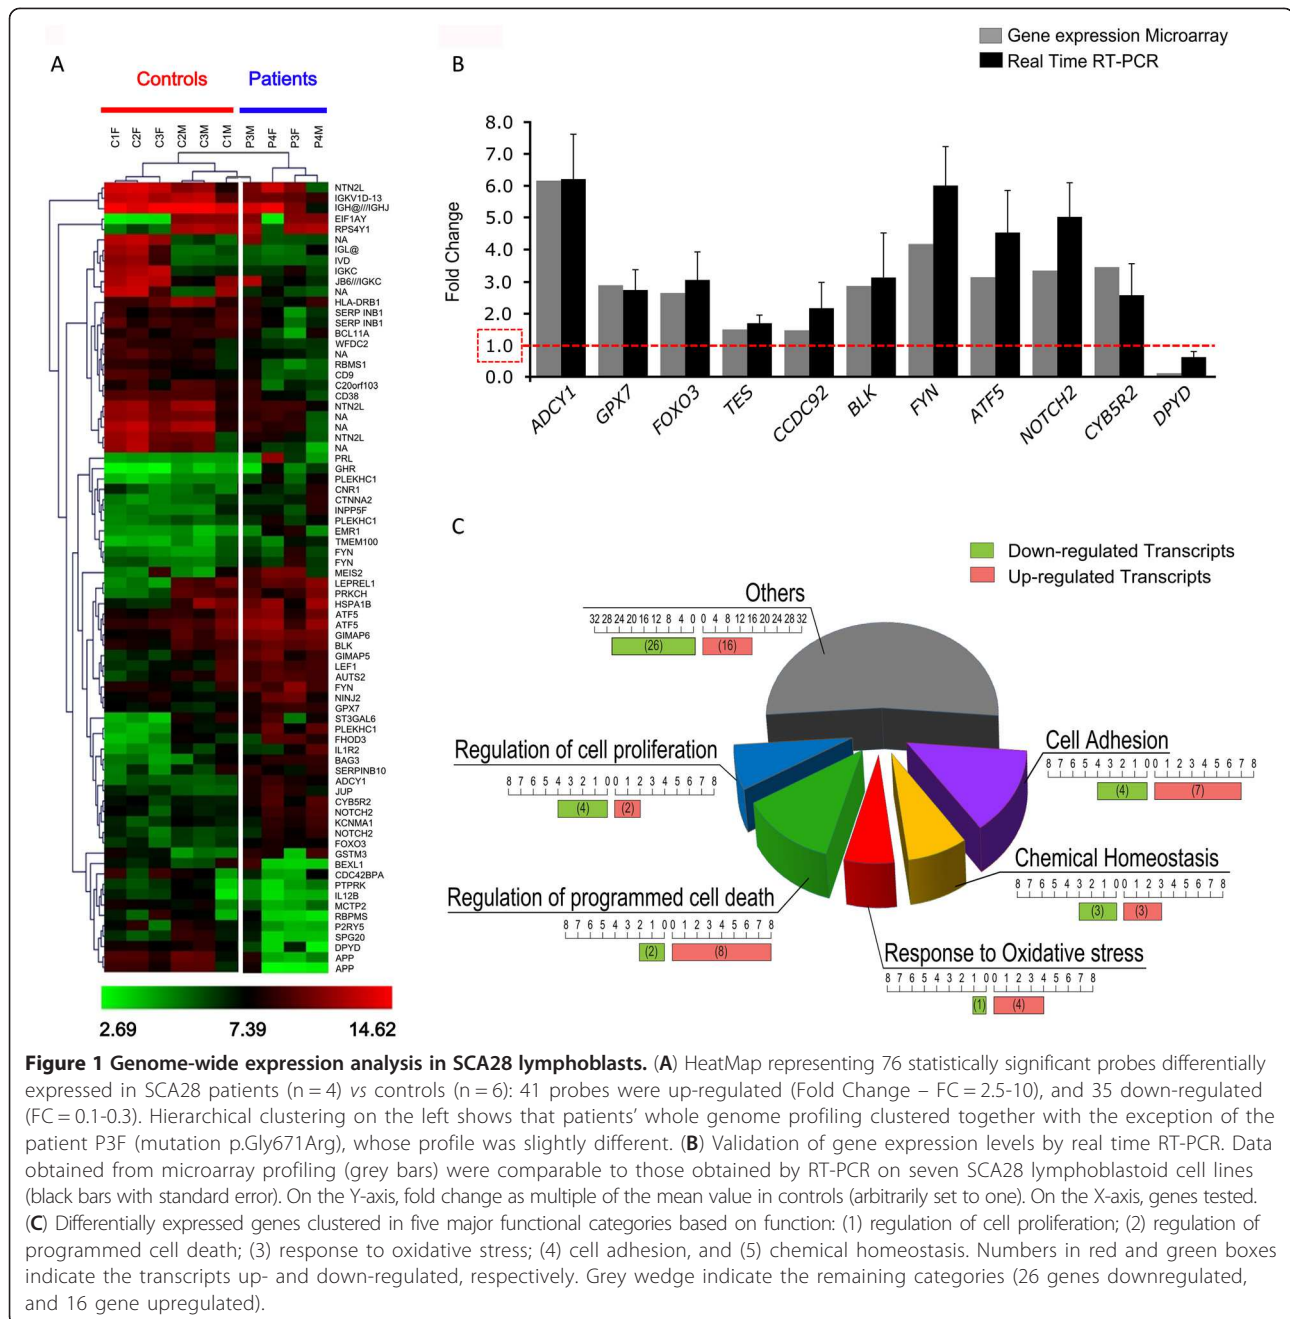 A
Controls
Patients
C1F
C2F
C3F
C2M
C3M
C1M
P3M
P4F
P3F
P4M
NTN2L
IGKV1D-13
IGH@///IGHJ
EIF1AY
RPS4Y1
NA
IGL@
IVD
IGKC
JB6///IGKC
NA
HLA-DRB1
SERP INB1
SERP INB1
BCL11A
WFDC2
NA
RBMS1
CD9
C20orf103
CD38
NTN2L
NA
NA
NTN2L
NA
PRL
GHR
PLEKHC1
CNR1
CTNNA2
INPP5F
PLEKHC1
EMR1
TMEM100
FYN
FYN
MEIS2
LEPREL1
PRKCH
HSPA1B
ATF5
ATF5
GIMAP6
BLK
GIMAP5
LEF1
AUTS2
FYN
NINJ2
GPX7
ST3GAL6
PLEKHC1
FHOD3
IL1R2
BAG3
SERPINB10
ADCY1
JUP
CYB5R2
NOTCH2
KCNMA1
NOTCH2
FOXO3
GSTM3
BEXL1
CDC42BPA
PTPRK
IL12B
MCTP2
RBPMS
P2RY5
SPG20
DPYD
APP
APP
2.69
7.39
14.62
B
Gene expression Microarray
Real Time RT-PCR
Fold Change
8.0
7.0
6.0
5.0
4.0
3.0
2.0
1.0
0.0
ADCY1
GPX7
FOXO3
TES
CCDC92
BLK
FYN
ATF5
NOTCH2
CYB5R2
DPYD
C
Down-regulated Transcripts
Up-regulated Transcripts
Others
32 28 24 20 16 12 8 4 0 0 4 8 12 16 20 24 28 32
(26) (16)
Regulation of cell proliferation
8 7 6 5 4 3 2 1 0 0 1 2 3 4 5 6 7 8
(4) (2)
Cell Adhesion
8 7 6 5 4 3 2 1 0 0 1 2 3 4 5 6 7 8
(4) (7)
Chemical Homeostasis
8 7 6 5 4 3 2 1 0 0 1 2 3 4 5 6 7 8
(3) (3)
Regulation of programmed cell death
8 7 6 5 4 3 2 1 0 0 1 2 3 4 5 6 7 8
(2) (8)
Response to Oxidative stress
8 7 6 5 4 3 2 1 0 0 1 2 3 4 5 6 7 8
(1) (4)
Figure 1 Genome-wide expression analysis in SCA28 lymphoblasts. (A) HeatMap representing 76 statistically significant probes differentially
expressed in SCA28 patients (n = 4) vs controls (n = 6): 41 probes were up-regulated (Fold Change – FC = 2.5-10), and 35 down-regulated
(FC = 0.1-0.3). Hierarchical clustering on the left shows that patients’ whole genome profiling clustered together with the exception of the
patient P3F (mutation p.Gly671Arg), whose profile was slightly different. (B) Validation of gene expression levels by real time RT-PCR. Data
obtained from microarray profiling (grey bars) were comparable to those obtained by RT-PCR on seven SCA28 lymphoblastoid cell lines
(black bars with standard error). On the Y-axis, fold change as multiple of the mean value in controls (arbitrarily set to one). On the X-axis, genes tested.
(C) Differentially expressed genes clustered in five major functional categories based on function: (1) regulation of cell proliferation; (2) regulation of
programmed cell death; (3) response to oxidative stress; (4) cell adhesion, and (5) chemical homeostasis. Numbers in red and green boxes
indicate the transcripts up- and down-regulated, respectively. Grey wedge indicate the remaining categories (26 genes downregulated,
and 16 gene upregulated).